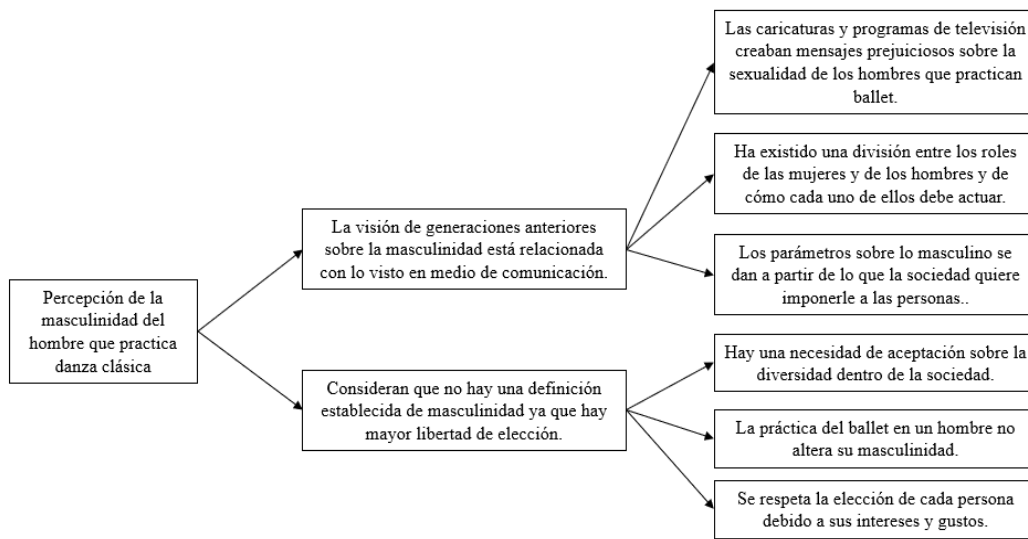 Percepción de la
masculinidad del
hombre que practica
danza clásica
La visión de generaciones anteriores
sobre la masculinidad está relacionada
con lo visto en medio de comunicación.
Las caricaturas y programas de televisión
creaban mensajes prejuiciosos sobre la
sexualidad de los hombres que practican
ballet.
Ha existido una división entre los roles
de las mujeres y de los hombres y de
cómo cada uno de ellos debe actuar.
Los parámetros sobre lo masculino se
dan a partir de lo que la sociedad quiere
imponerle a las personas..
Consideran que no hay una definición
establecida de masculinidad ya que hay
mayor libertad de elección.
Hay una necesidad de aceptación sobre la
diversidad dentro de la sociedad.
La práctica del ballet en un hombre no
altera su masculinidad.
Se respeta la elección de cada persona
debido a sus intereses y gustos.